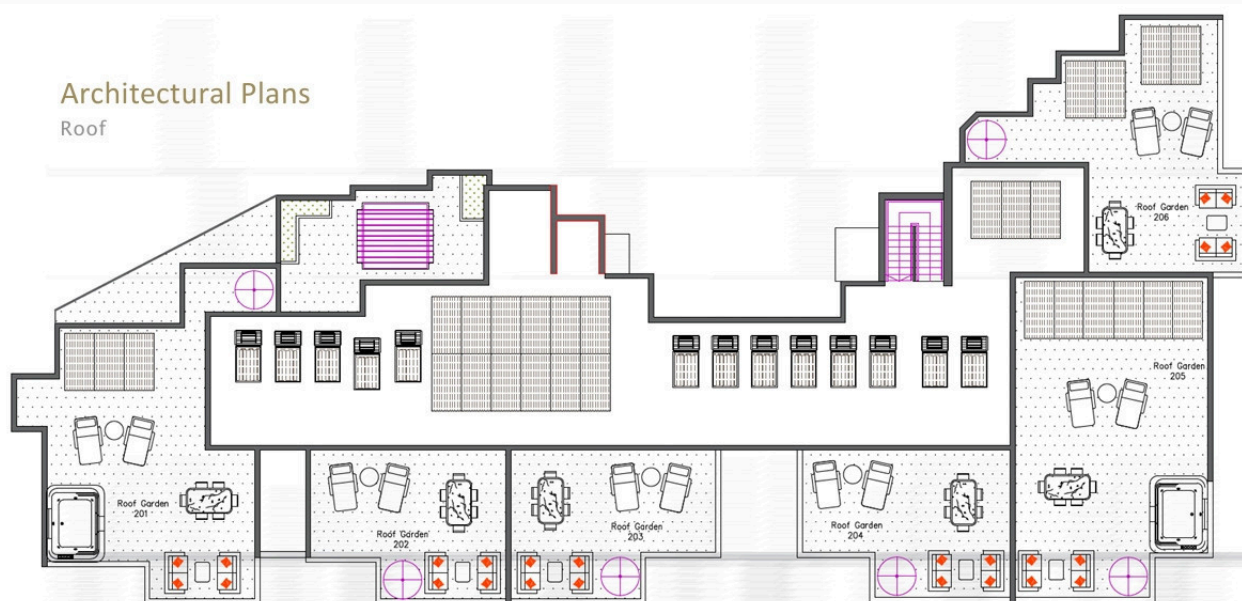 Architectural Plans
Roof
Roof Garden
206
Roof Garden
205
Roof Garden
201
Roof Garden
202
Roof Garden
203
Roof Garden
204